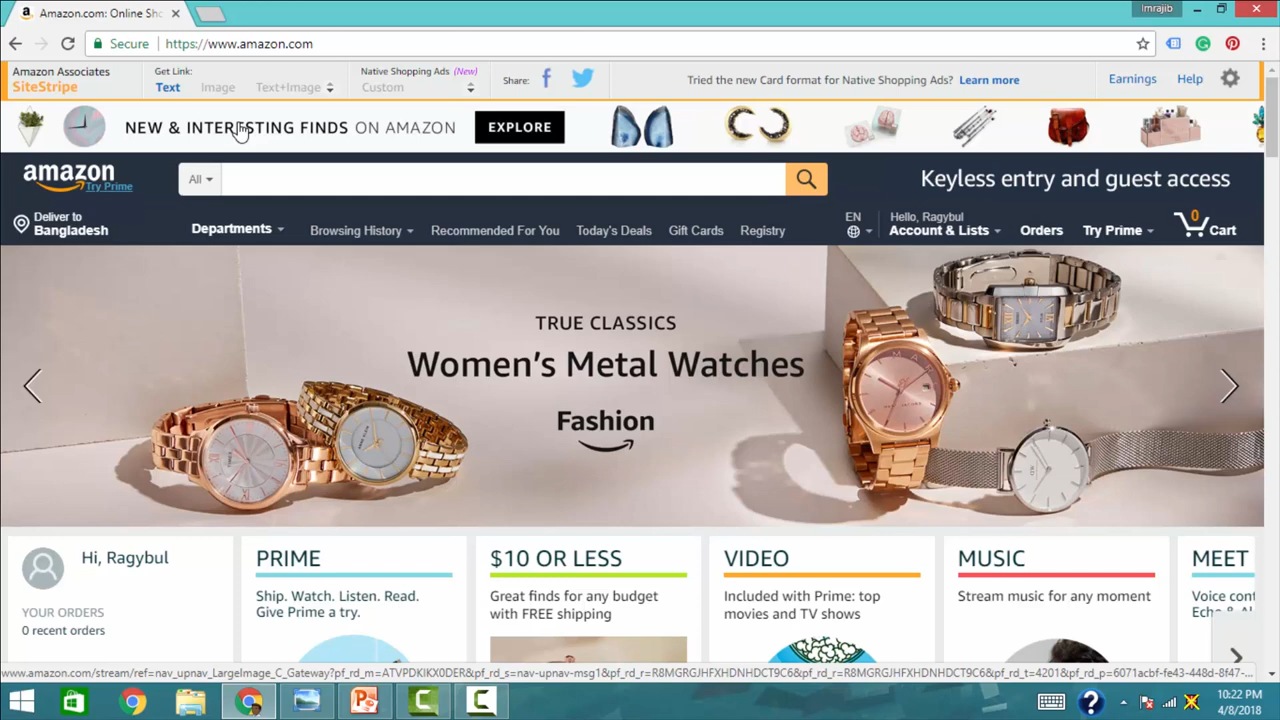 Amazon.com: Online Sho
Imrajib
Secure https://www.amazon.com
Amazon Associates
SiteStripe
Get Link:
Text Image Text+Image
Native Shopping Ads (New)
Custom
Share:
Tried the new Card format for Native Shopping Ads? Learn more
Earnings Help
NEW & INTERESTING FINDS ON AMAZON EXPLORE
amazon
Try Prime
All
Keyless entry and guest access
Deliver to
Bangladesh
Departments Browsing History Recommended For You Today's Deals Gift Cards Registry
EN
Hello, Ragybul
Account & Lists Orders Try Prime 0 Cart
TRUE CLASSICS
Women's Metal Watches
Fashion
Hi, Ragybul
YOUR ORDERS
0 recent orders
PRIME
Ship. Watch. Listen. Read.
Give Prime a try.
$10 OR LESS
Great finds for any budget
with FREE shipping
VIDEO
Included with Prime: top
movies and TV shows
MUSIC
Stream music for any moment
MEET
Voice cont
www.amazon.com/stream/ref=nav_upnav_LargeImage_C_Gateway?pf_rd_m=ATVPDKIKX0DER&pf_rd_s=nav-upnav-msg1&pf_rd_r=R8MGRGJHFXHDNHDCT9C6&pf_rd_r=R8MGRGJHFXHDNHDCT9C6&pf_rd_t=4201&pf_rd_p=6071acbf-fe43-448d-8f47-
10:22 PM
4/8/2018